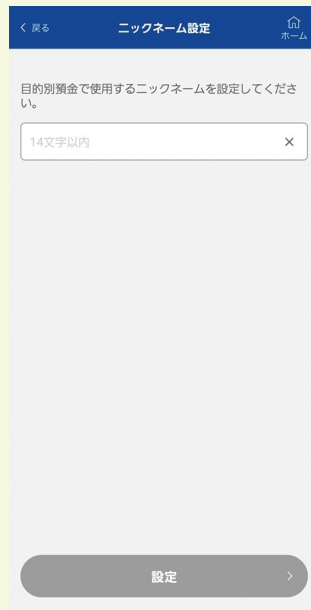 戻る
ニックネーム設定
ホーム
目的別預金で使用するニックネームを設定してくださ
い。
14文字以内
設定